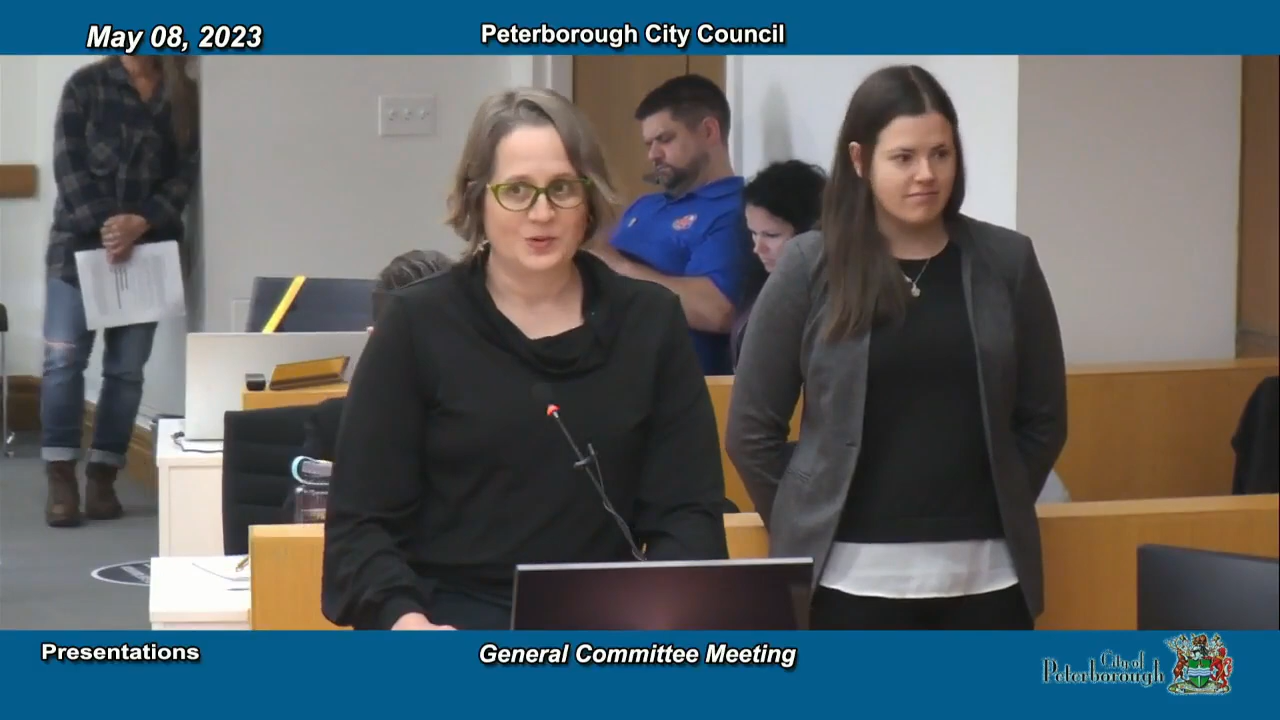 May 08, 2023
Peterborough City Council
Presentations
General Committee Meeting
City of
Peterborough